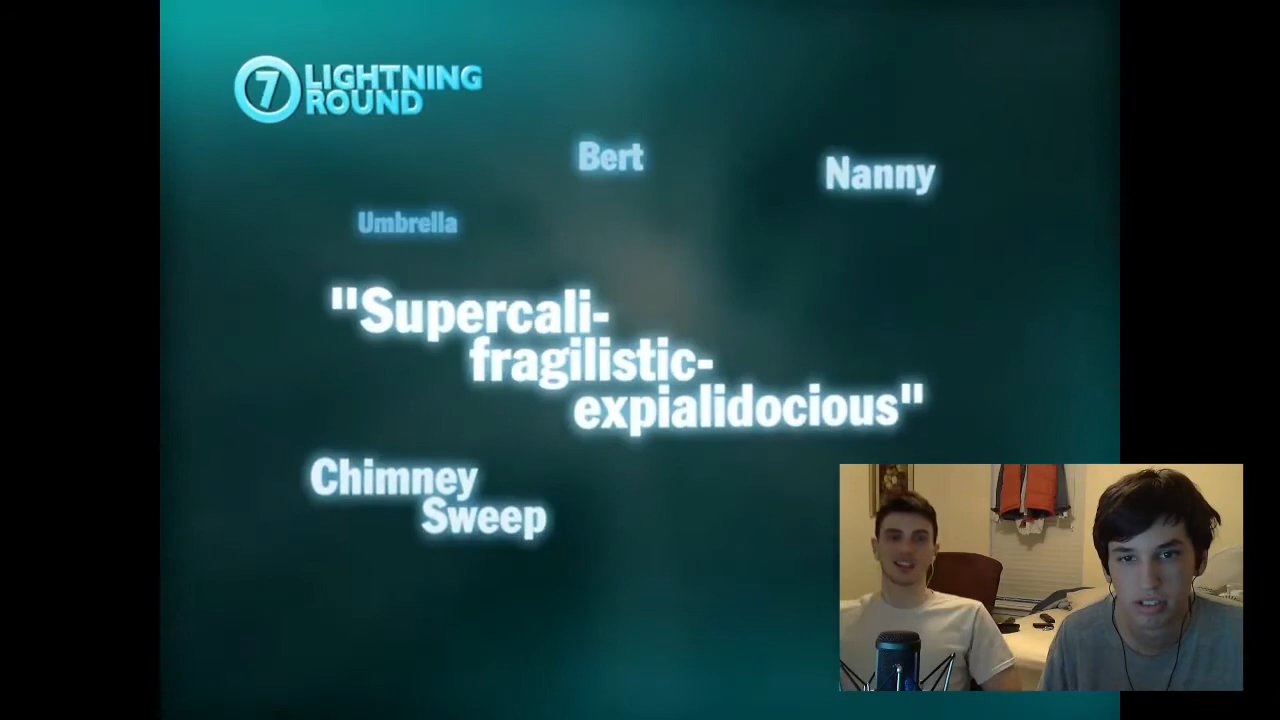 7 LIGHTNING
ROUND
Bert
Nanny
Umbrella
"Supercali-
fragilistic-
expialidocious"
Chimney
Sweep